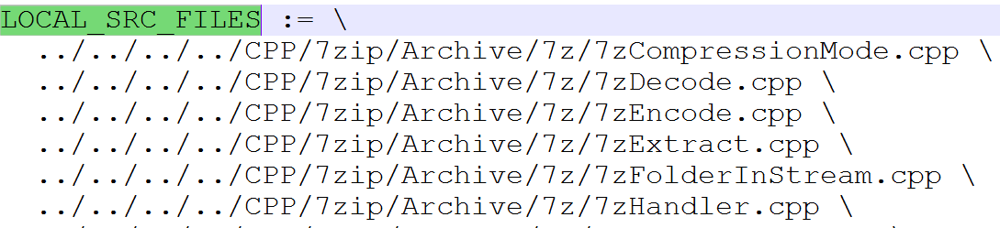 LOCAL_SRC_FILES := \
../../../../CPP/7zip/Archive/7z/7zCompressionMode.cpp \
../../../../CPP/7zip/Archive/7z/7zDecode.cpp \
../../../../CPP/7zip/Archive/7z/7zEncode.cpp \
../../../../CPP/7zip/Archive/7z/7zExtract.cpp \
../../../../CPP/7zip/Archive/7z/7zFolderInStream.cpp \
../../../../CPP/7zip/Archive/7z/7zHandler.cpp \